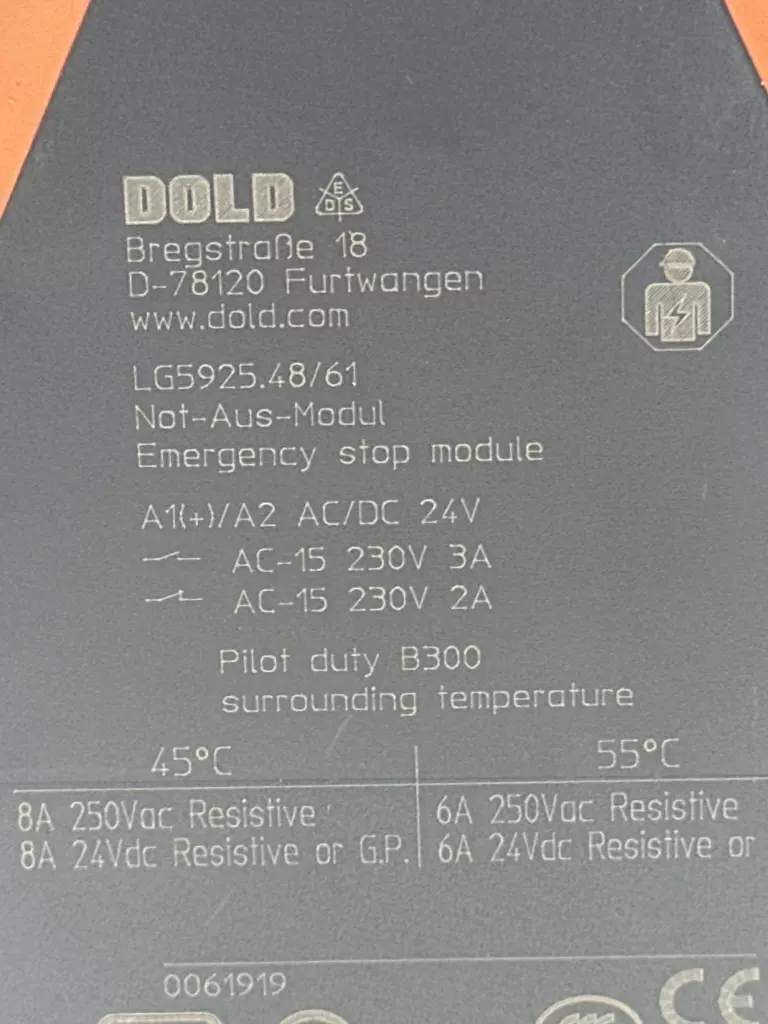 DOLD
E
D S
Bregstraße 18
D-78120 Furtwangen
www.dold.com
LG5925.48/61
Not-Aus-Modul
Emergency stop module
A1(+)/A2 AC/DC 24V
AC-15 230V 3A
AC-15 230V 2A
Pilot duty B300
surrounding temperature
45°C 55°C
8A 250Vac Resistive 6A 250Vac Resistive
8A 24Vdc Resistive or G.P. 6A 24Vdc Resistive or
0061919
CE